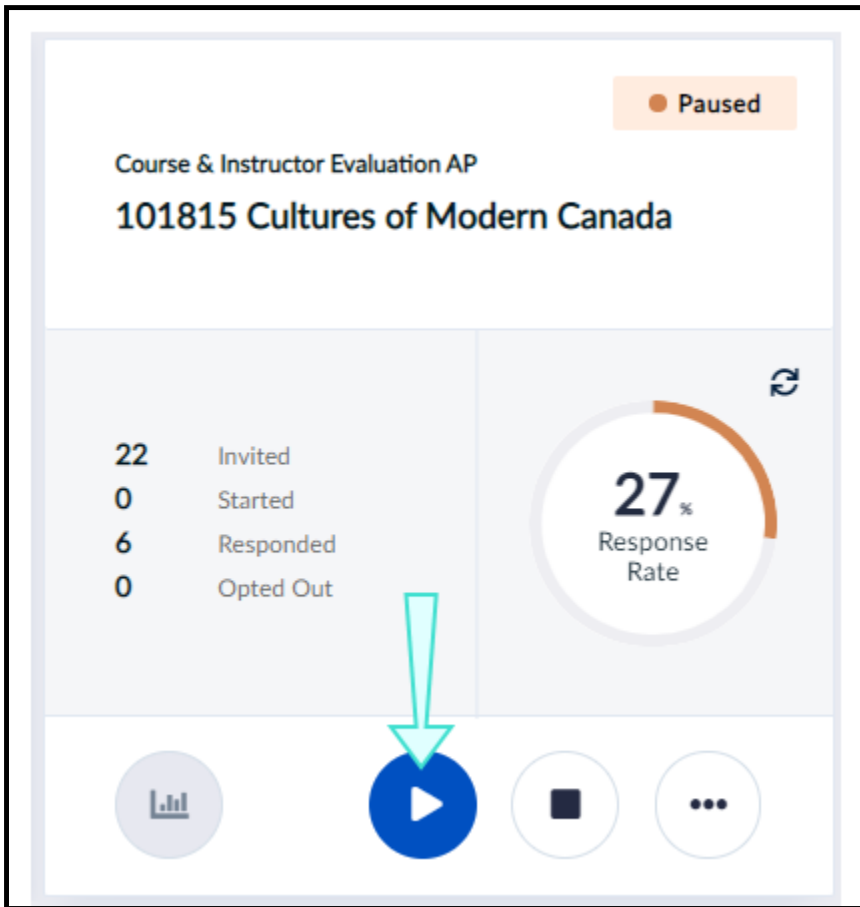 Paused
Course & Instructor Evaluation AP
101815 Cultures of Modern Canada
22 Invited
0 Started
6 Responded
0 Opted Out
27%
Response
Rate